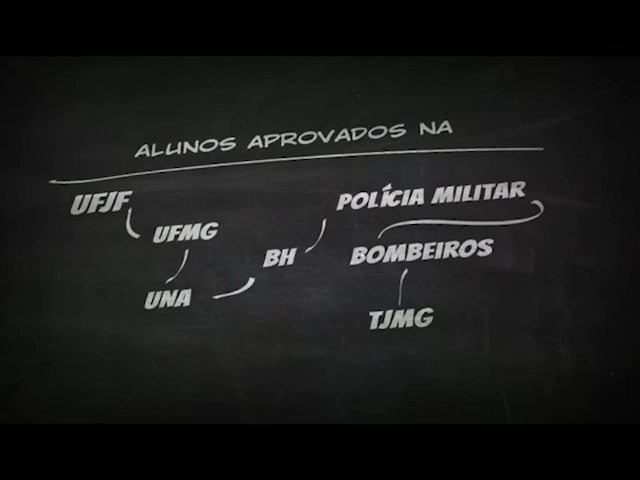 ALUNOS APROVADOS NA
UFJF
UFMG
UNA
BH
POLÍCIA MILITAR
BOMBEIROS
TJMG